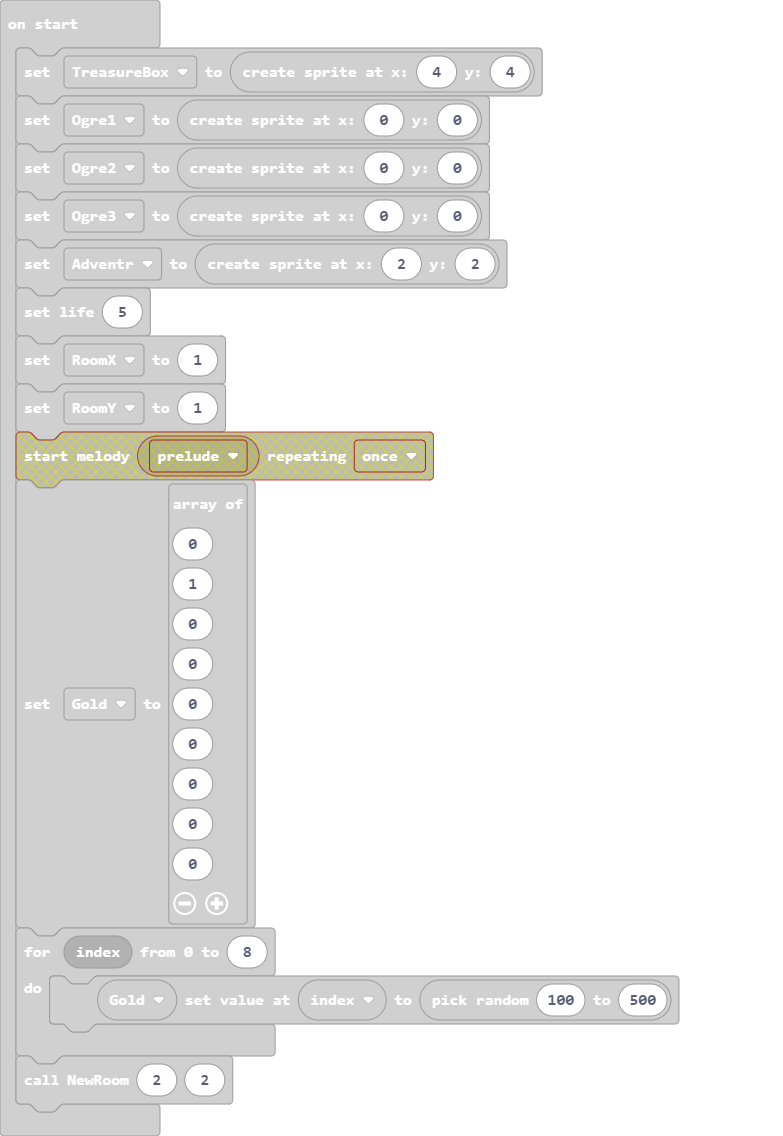 on start
set TreasureBox to create sprite at x: 4 y: 4
set Ogre1 to create sprite at x: 0 y: 0
set Ogre2 to create sprite at x: 0 y: 0
set Ogre3 to create sprite at x: 0 y: 0
set Adventr to create sprite at x: 2 y: 2
set life 5
set RoomX to 1
set RoomY to 1
start melody prelude repeating once
array of
0
1
0
0
set Gold to 0
0
0
0
0
for index from 0 to 8
do
Gold set value at index to pick random 100 to 500
call NewRoom 2 2